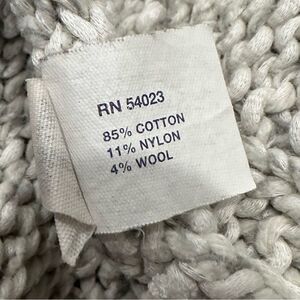 RN 54023
85% COTTON
11% NYLON
4% WOOL